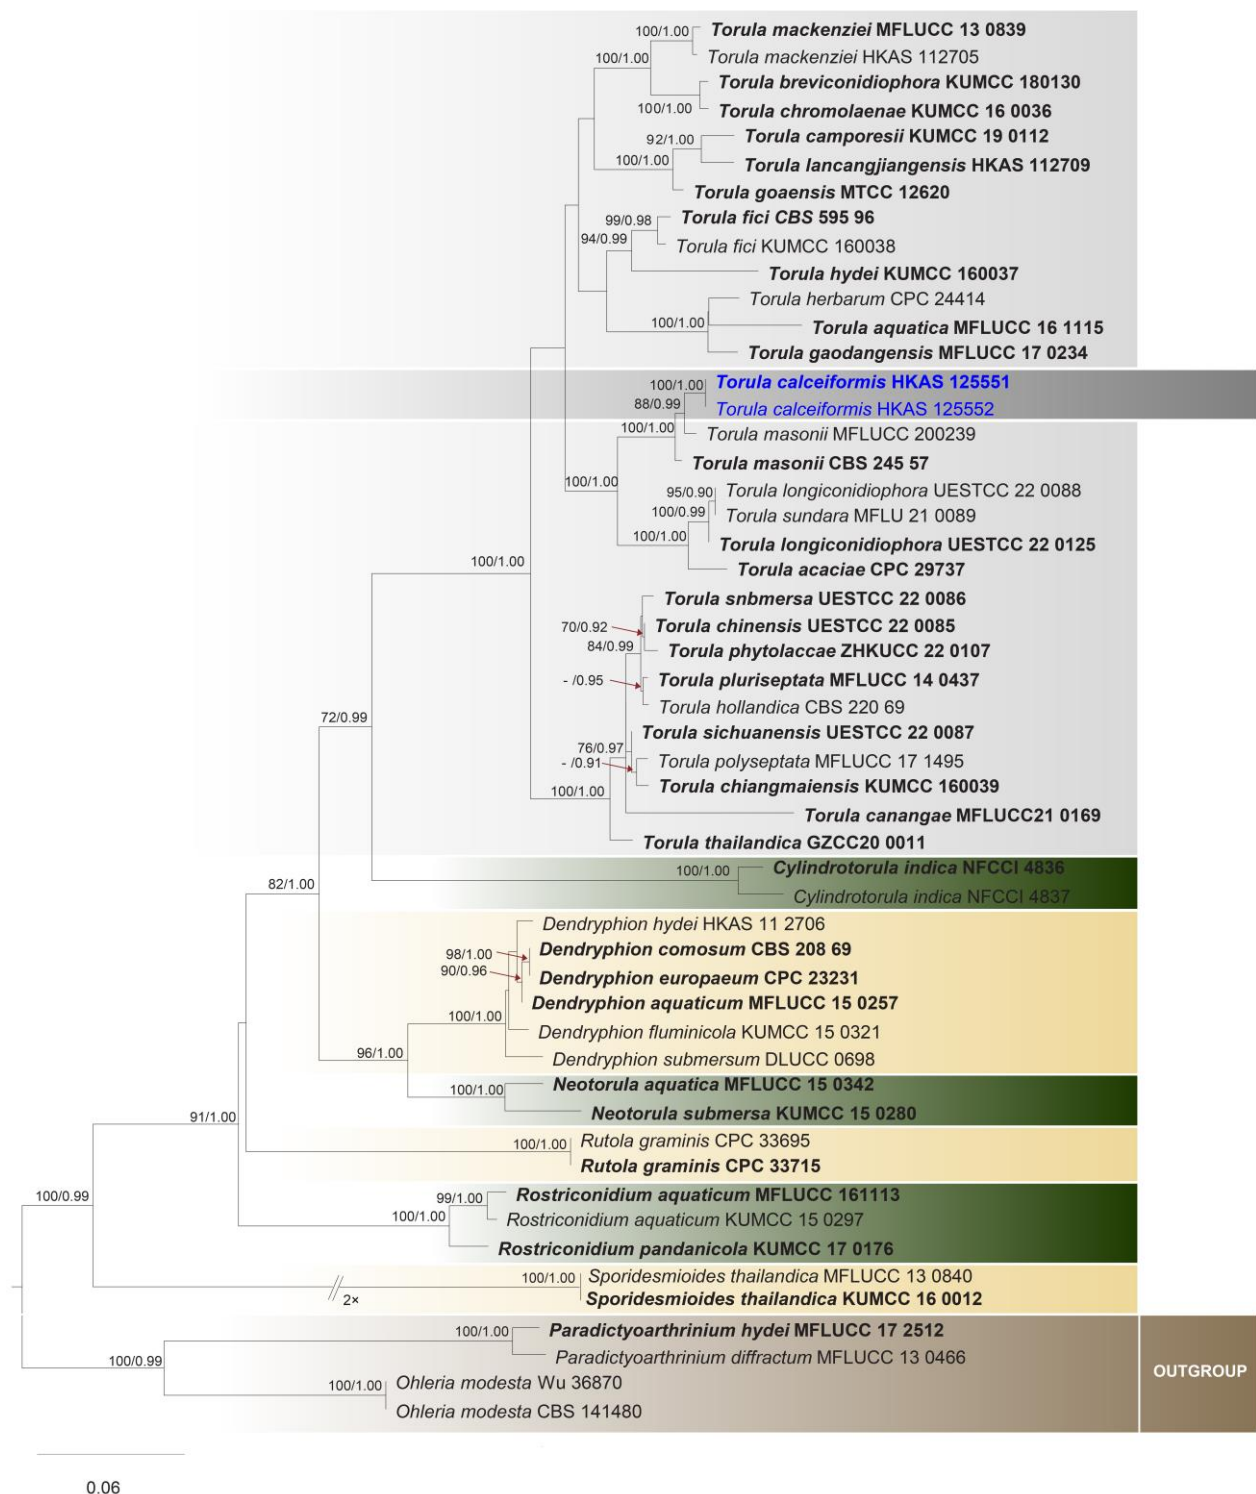 100/1.00
Torula mackenziei MFLUCC 13 0839
100/1.00
Torula mackenziei HKAS 112705
Torula breviconidiophora KUMCC 180130
100/1.00
Torula chromolaenae KUMCC 16 0036
92/1.00
Torula camporesii KUMCC 19 0112
100/1.00
Torula lancangjiangensis HKAS 112709
Torula goaensis MTCC 12620
99/0.98
Torula fici CBS 595 96
94/0.99
Torula fici KUMCC 160038
Torula hydei KUMCC 160037
Torula herbarum CPC 24414
100/1.00
Torula aquatica MFLUCC 16 1115
Torula gaodangensis MFLUCC 17 0234
100/1.00
Torula calceiformis HKAS 125551
88/0.99
Torula calceiformis HKAS 125552
100/1.00
Torula masonii MFLUCC 200239
Torula masonii CBS 245 57
100/1.00
95/0.90
Torula longiconidiophora UESTCC 22 0088
100/0.99
Torula sundara MFLU 21 0089
100/1.00
Torula longiconidiophora UESTCC 22 0125
100/1.00
Torula acaciae CPC 29737
Torula snbmersa UESTCC 22 0086
70/0.92
Torula chinensis UESTCC 22 0085
84/0.99
Torula phytolaccae ZHKUCC 22 0107
- /0.95
Torula pluriseptata MFLUCC 14 0437
Torula hollandica CBS 220 69
72/0.99
Torula sichuanensis UESTCC 22 0087
76/0.97
- /0.91
Torula polyseptata MFLUCC 17 1495
100/1.00
Torula chiangmaiensis KUMCC 160039
Torula canangae MFLUCC21 0169
Torula thailandica GZCC20 0011
100/1.00
Cylindrotorula indica NFCCI 4836
82/1.00
Cylindrotorula indica NFCCI 4837
Dendryphion hydei HKAS 11 2706
98/1.00
Dendryphion comosum CBS 208 69
90/0.96
Dendryphion europaeum CPC 23231
Dendryphion aquaticum MFLUCC 15 0257
100/1.00
Dendryphion fluminicola KUMCC 15 0321
96/1.00
Dendryphion submersum DLUCC 0698
Neotorula aquatica MFLUCC 15 0342
100/1.00
Neotorula submersa KUMCC 15 0280
91/1.00
Rutola graminis CPC 33695
100/1.00
Rutola graminis CPC 33715
100/0.99
99/1.00
Rostriconidium aquaticum MFLUCC 161113
100/1.00
Rostriconidium aquaticum KUMCC 15 0297
Rostriconidium pandanicola KUMCC 17 0176
100/1.00
Sporidesmioides thailandica MFLUCC 13 0840
2×
Sporidesmioides thailandica KUMCC 16 0012
100/1.00
Paradictyoarthrinium hydei MFLUCC 17 2512
100/0.99
Paradictyoarthrinium diffractum MFLUCC 13 0466
OUTGROUP
100/1.00
Ohleria modesta Wu 36870
Ohleria modesta CBS 141480
0.06